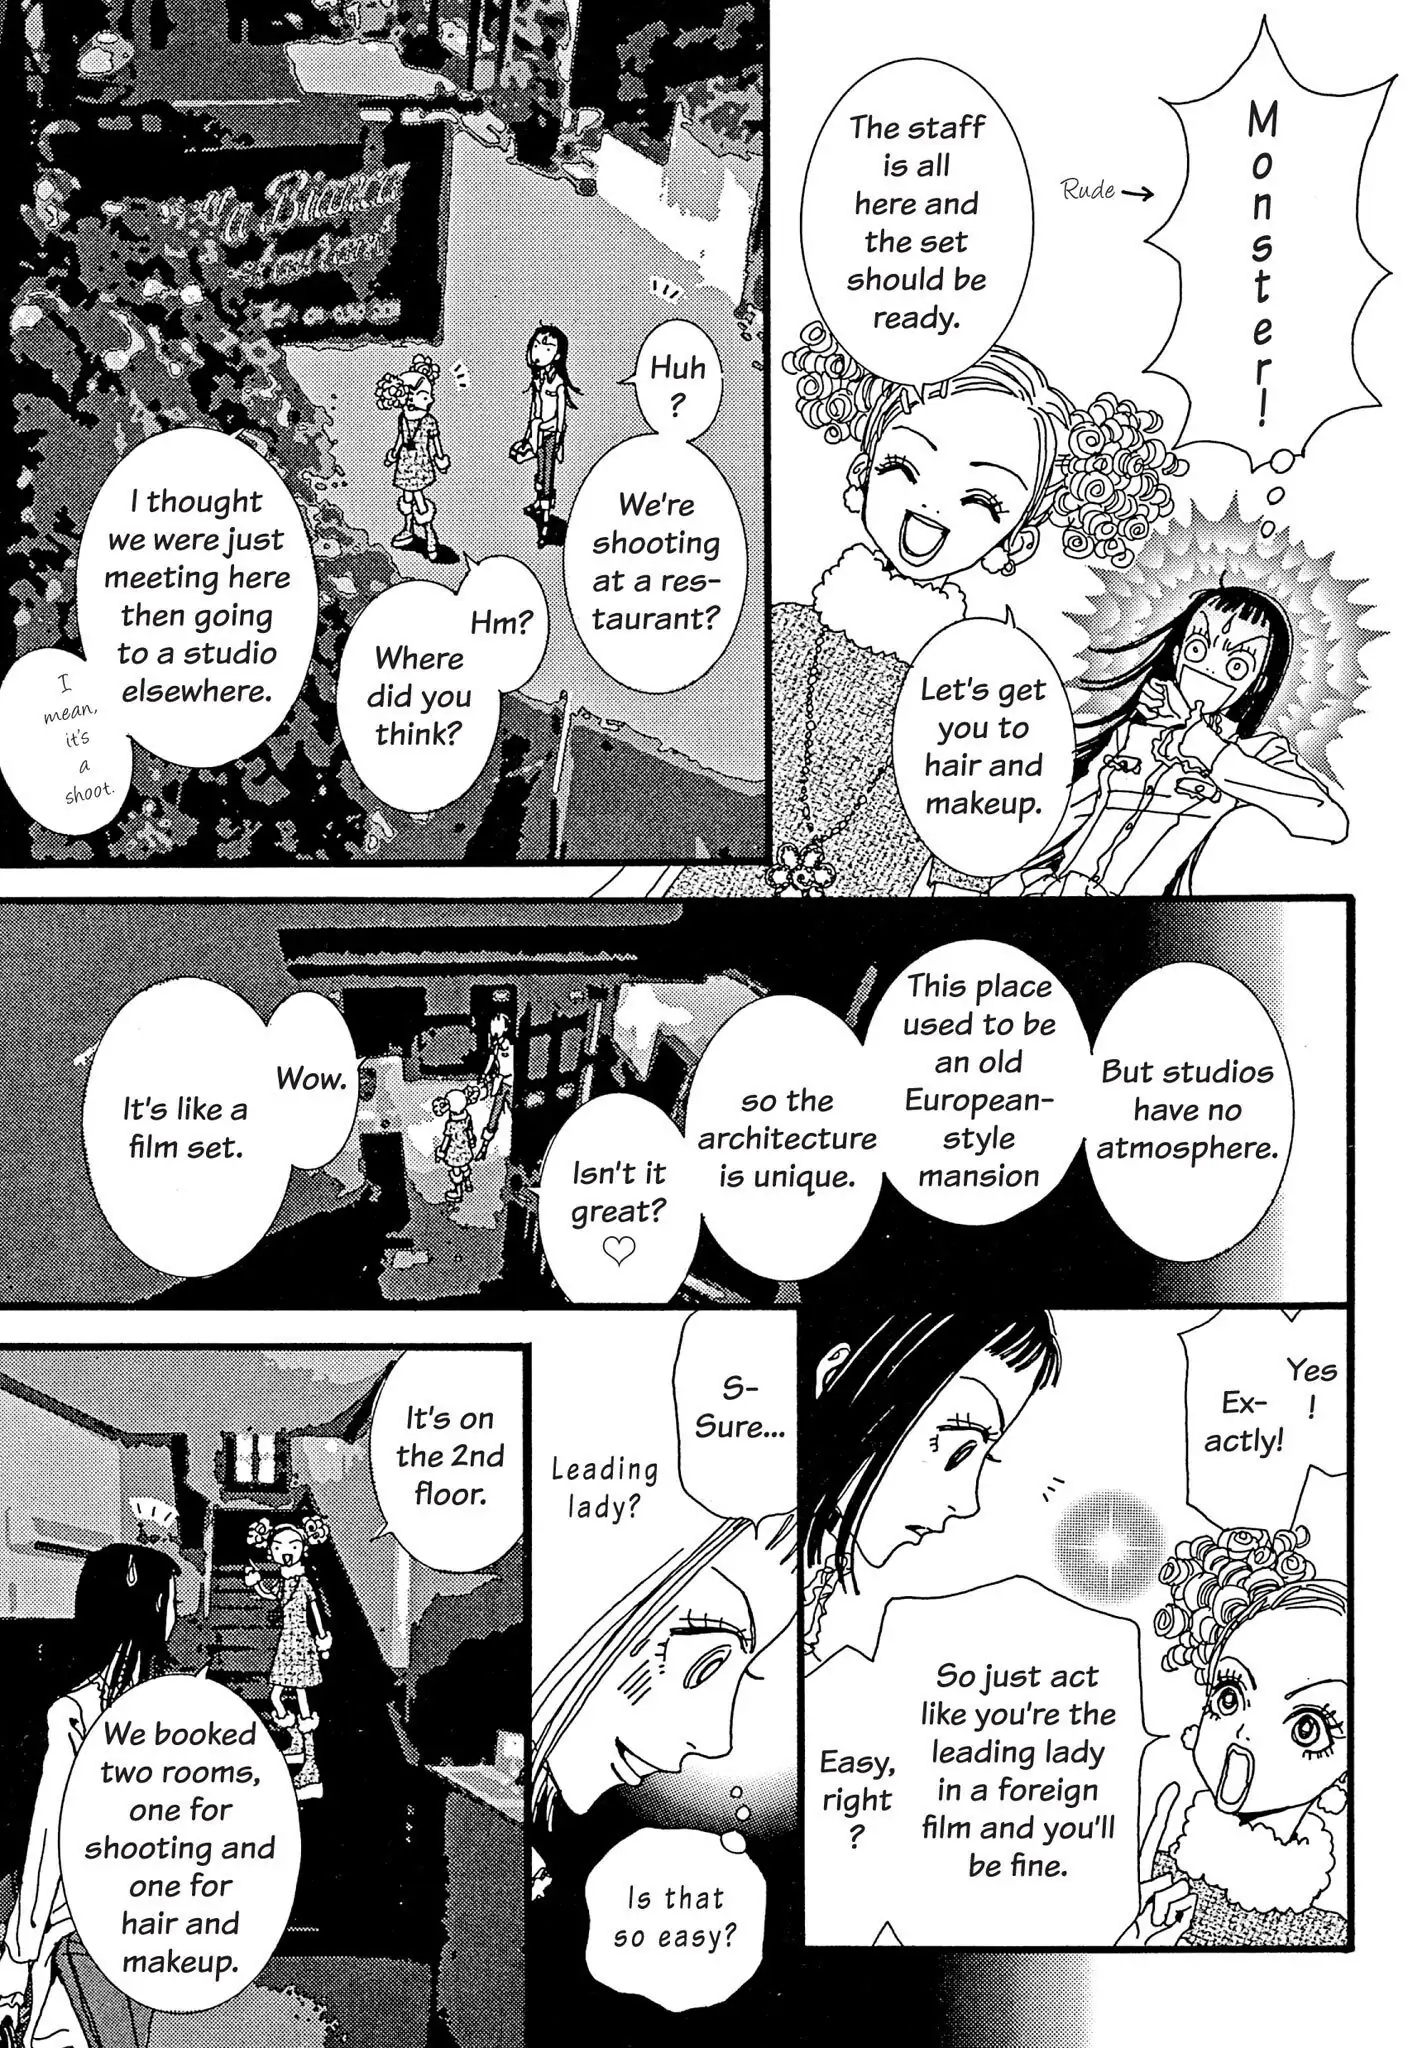 Monster!
Rude
The staff
is all
here and
the set
should be
ready.
Let's get
you to
hair and
makeup.
Huh
?
We're
shooting
at a res-
taurant?
Hm?
Where
did you
think?
I thought
we were just
meeting here
then going
to a studio
elsewhere.
I
mean,
it's
a
shoot.
But studios
have no
atmosphere.
This place
used to be
an old
European-
style
mansion
so the
architecture
is unique.
Isn't it
great?
♡
Wow.
It's like a
film set.
Yes
!
Ex-
actly!
So just act
like you're the
leading lady
in a foreign
film and you'll
be fine.
Easy,
right
?
S-
Sure...
Leading
lady?
Is that
so easy?
It's on
the 2nd
floor.
We booked
two rooms,
one for
shooting and
one for
hair and
makeup.